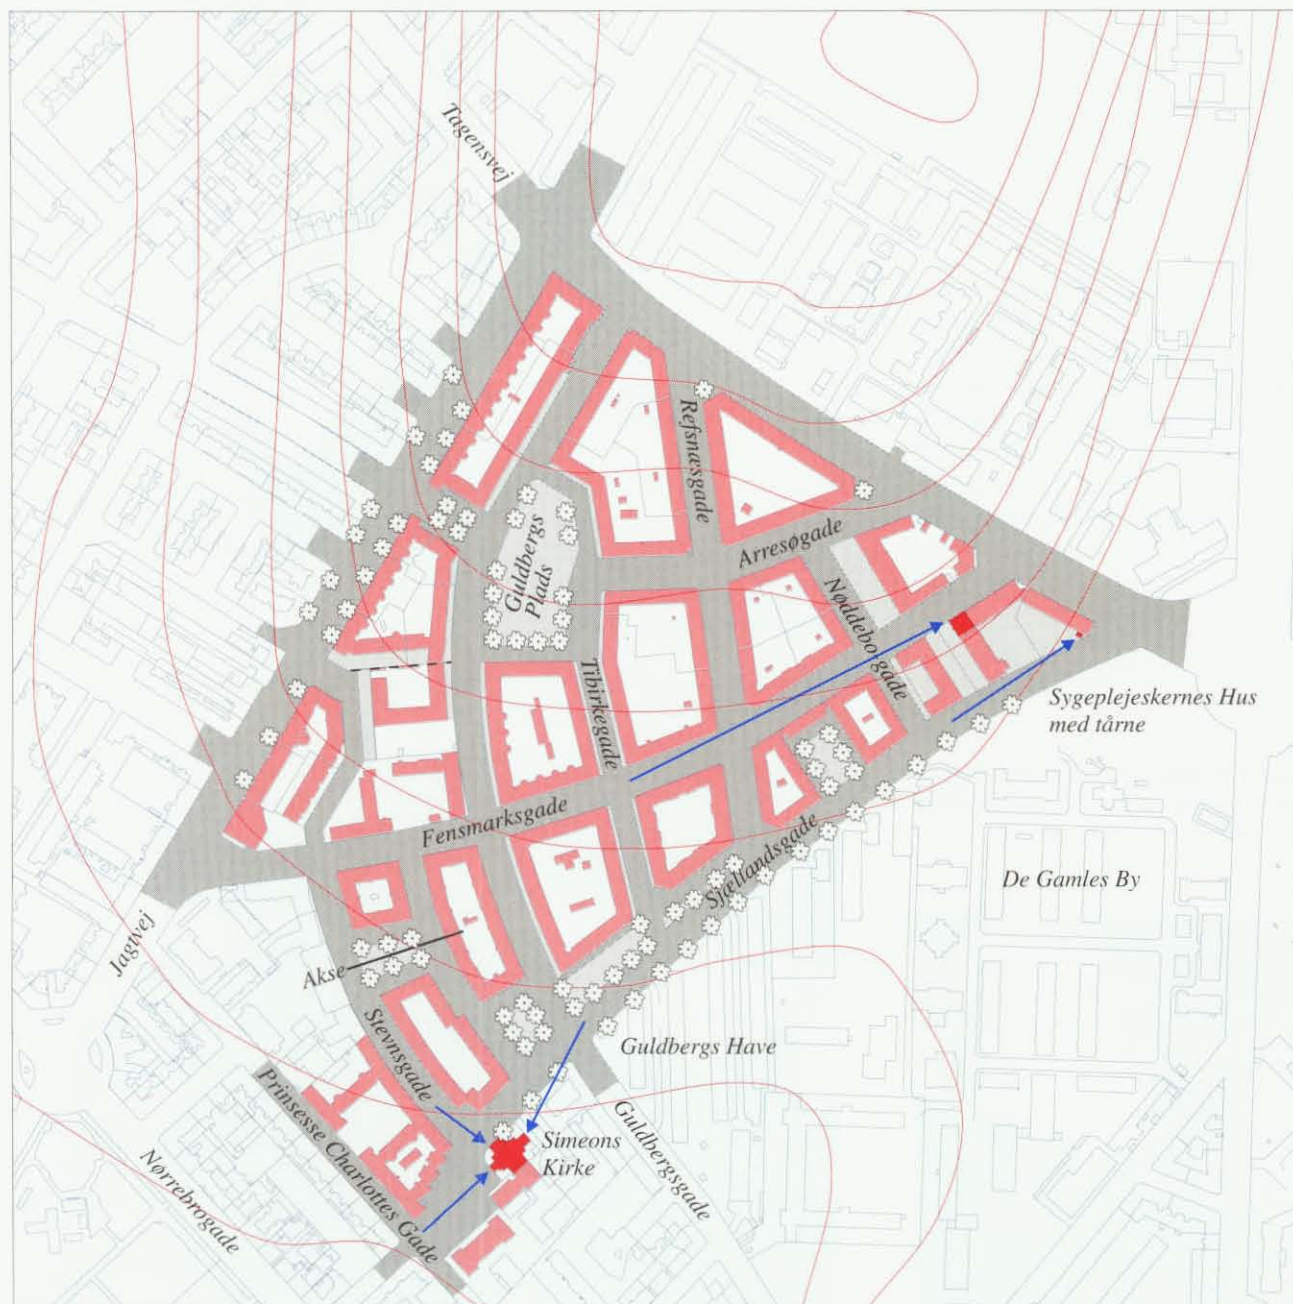 Tagensvej
Refsnæsgade
Guldbergs
Plads
Arresøgade
Nøddebogade
Tibirkegade
Sygeplejeskernes Hus
med tårne
Fensmarksgade
Sjællandsgade
De Gamles By
Jagtvej
Akse
Stevnsgade
Guldbergs Have
Prinsesse Charlottes Gade
Guldbergsgade
Simeons
Kirke
Nørrebrogade